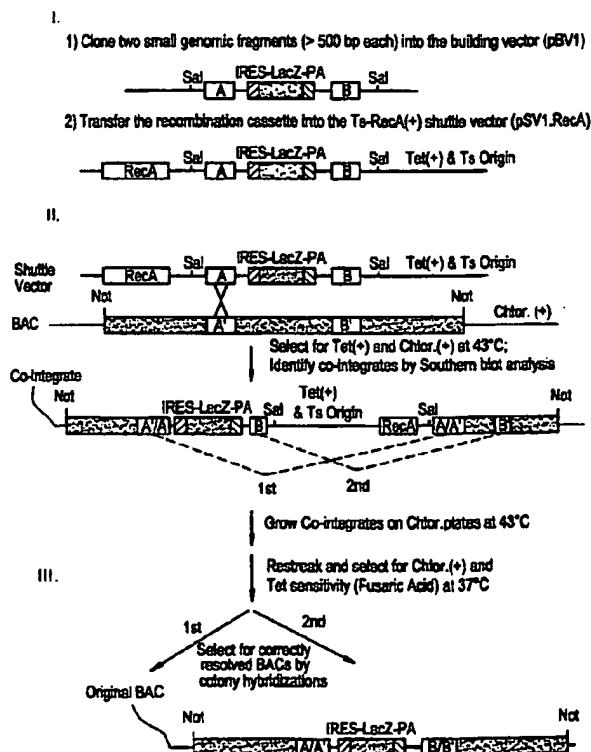 I.
1) Clone two small genomic fragments (> 500 bp each) into the building vector (pBV1)
IRES-LacZ-PA
Sal A B Sal
2) Transfer the recombination cassette into the Ts-RecA(+) shuttle vector (pSV1.RecA)
IRES-LacZ-PA
Sal Sal Tet(+) & Ts Origin
RecA A B
II.
IRES-LacZ-PA
Shuttle Vector
Sal Sal Tet(+) & Ts Origin
RecA A B
Not Not
BAC Chlor. (+)
A' B'
Select for Tet(+) and Chlor.(+) at 43°C;
Identify co-integrates by Southern blot analysis
Co-Integrate
Not IRES-LacZ-PA Tet(+) & Ts Origin Not
Sal Sal
A'/A B RecA A/A' B'
1st 2nd
Grow Co-integrates on Chlor.plates at 43°C
III.
Restreak and select for Chlor.(+) and
Tet sensitivity (Fusaric Acid) at 37°C
1st 2nd
Select for correctly
resolved BACs by
colony hybridizations
Original BAC
Not IRES-LacZ-PA Not
A/A' B/B'